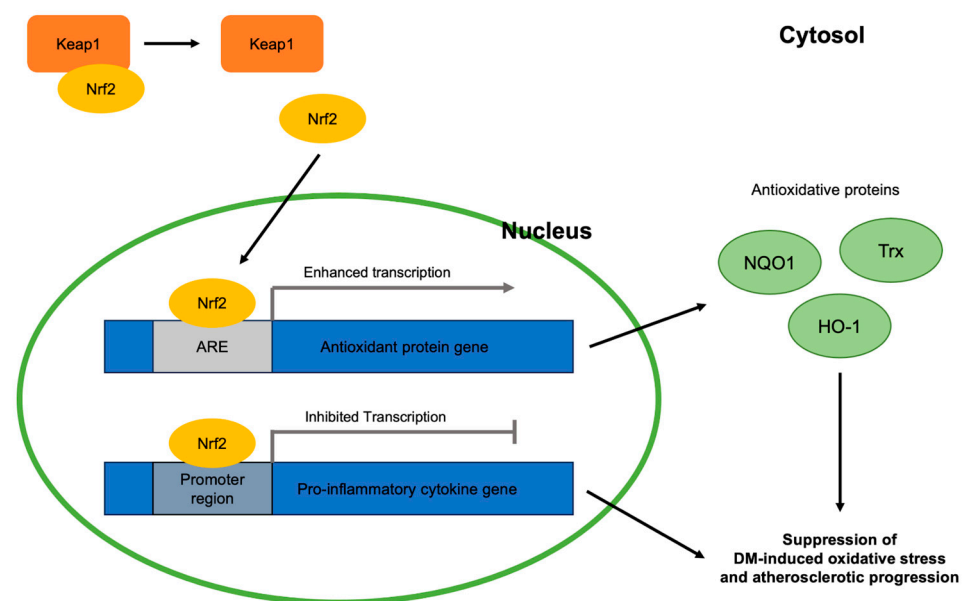 Cytosol
Keap1
Keap1
Nrf2
Nrf2
Antioxidative proteins
Nucleus
NQO1
Trx
HO-1
Enhanced transcription
Nrf2
ARE
Antioxidant protein gene
Inhibited Transcription
Nrf2
Promoter
region
Pro-inflammatory cytokine gene
Suppression of
DM-induced oxidative stress
and atherosclerotic progression